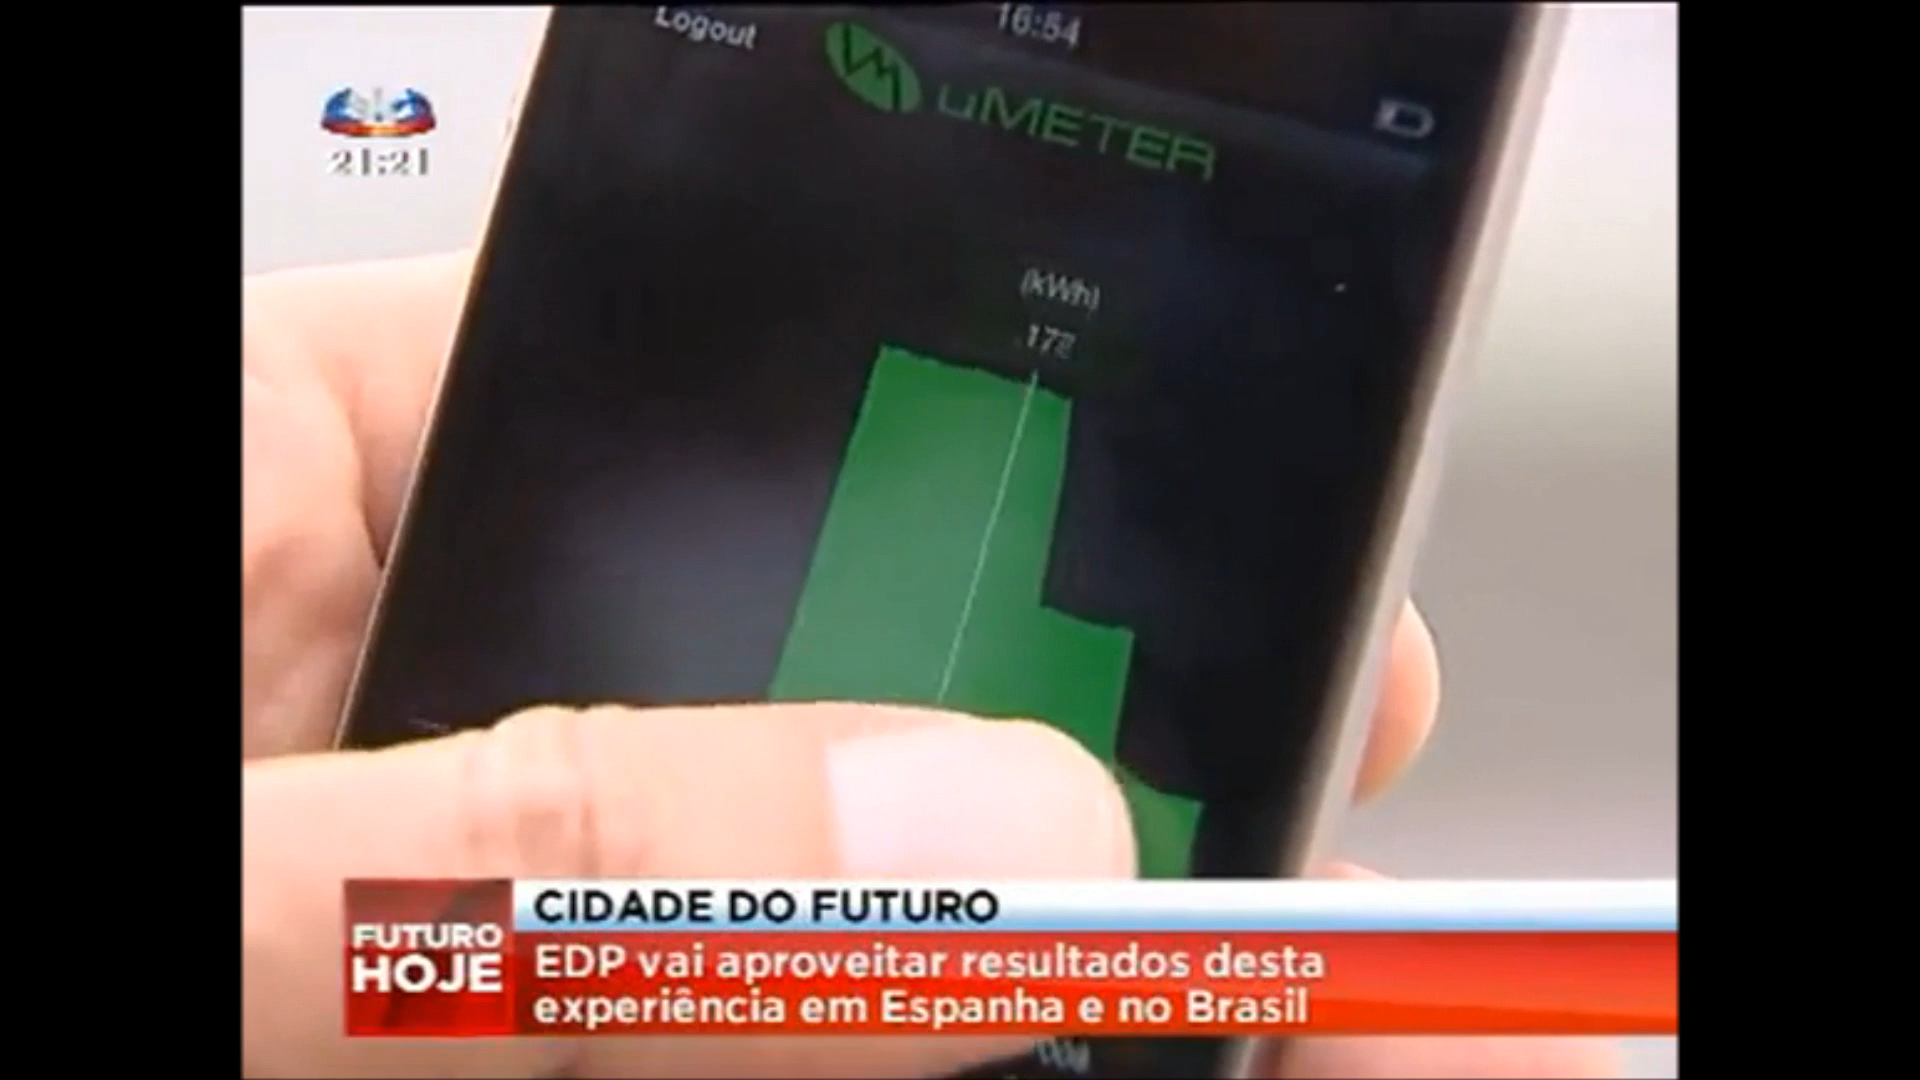 Logout
16:54
uMETER
21:21
(kWh)
CIDADE DO FUTURO
FUTURO
HOJE
EDP vai aproveitar resultados desta
experiência em Espanha e no Brasil